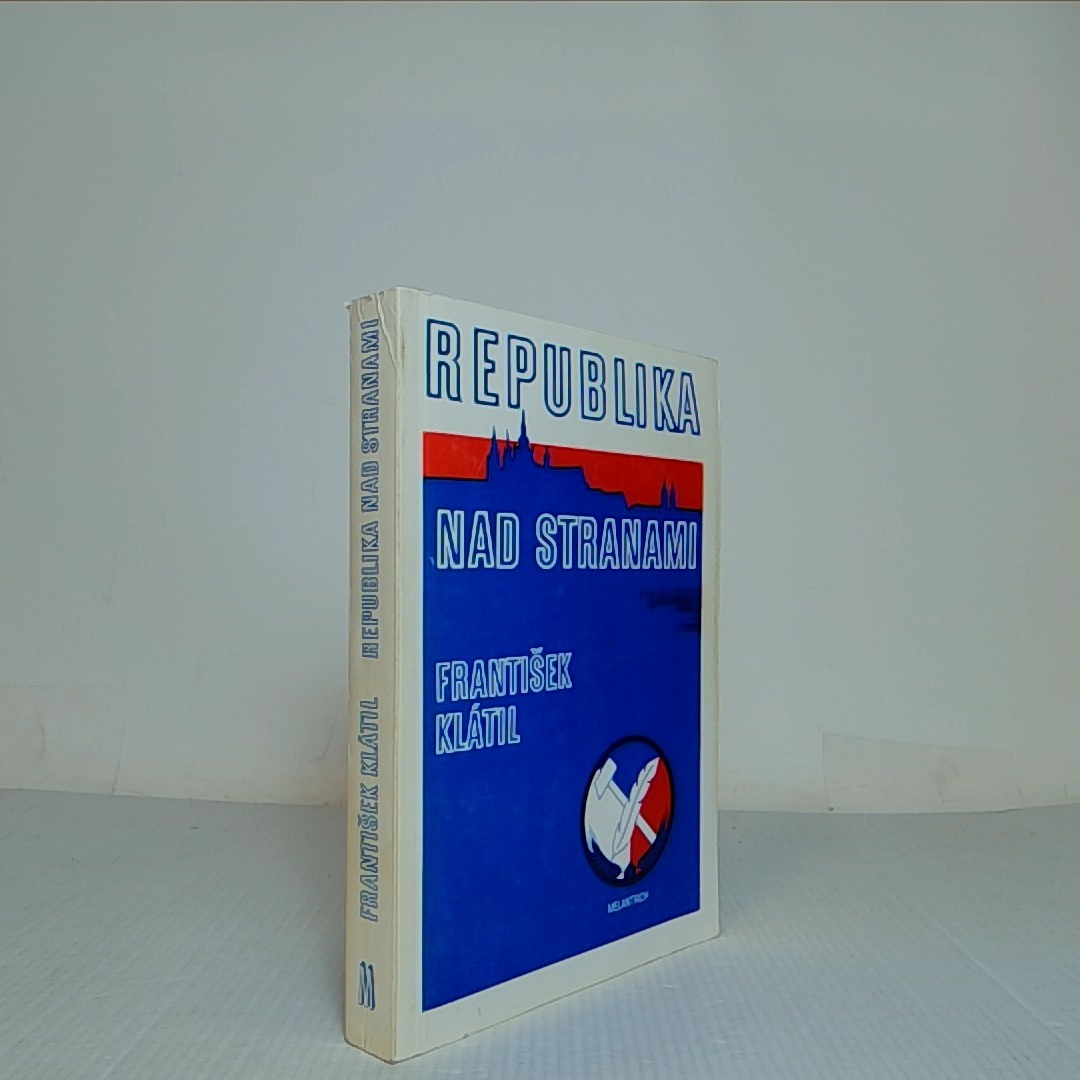 REPUBLIKA
NAD STRANAMI
FRANTIŠEK
KLÁTIL
MELANTRICH
FRANTIŠEK KLÁTIL REPUBLIKA NAD STRANAMI
M